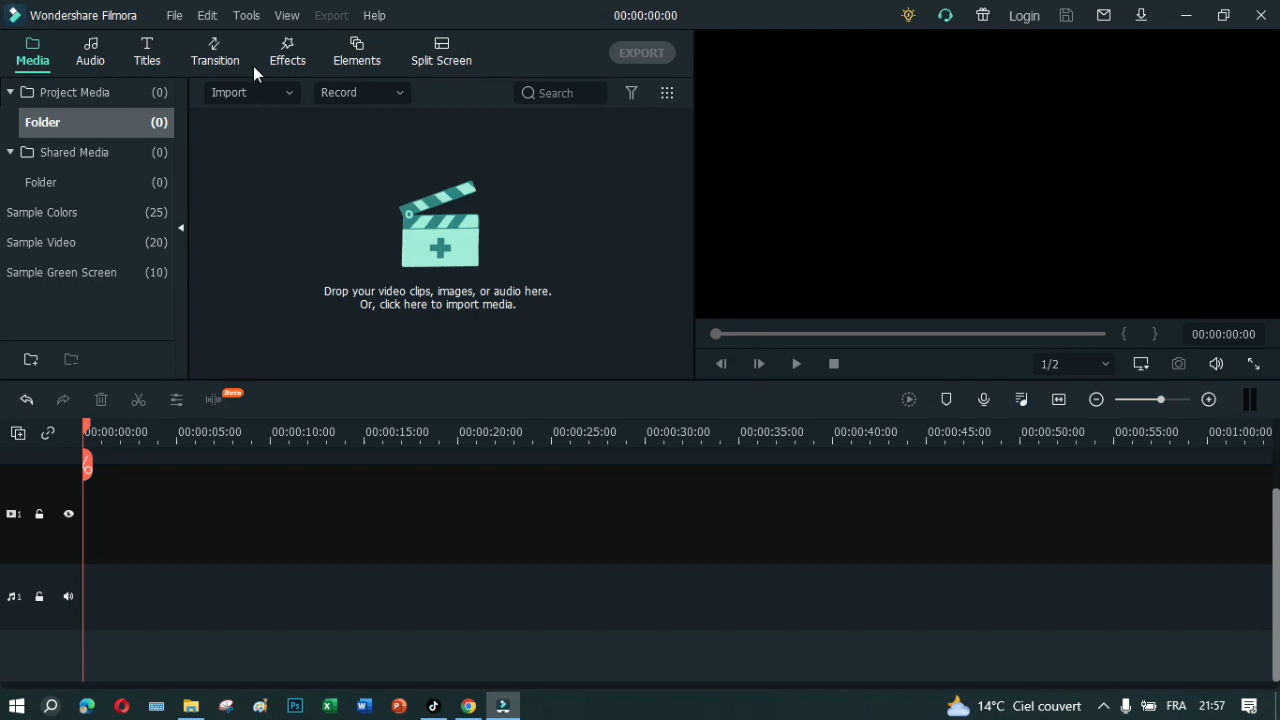 Wondershare Filmora File Edit Tools View Export Help 00:00:00:00 Login
Media Audio Titles Transition Effects Elements Split Screen EXPORT
Project Media (0)
Folder (0)
Shared Media (0)
Folder (0)
Sample Colors (25)
Sample Video (20)
Sample Green Screen (10)
Import Record Search
Drop your video clips, images, or audio here.
Or, click here to import media.
{ } 00:00:00:00
1/2
Beta
00:00:00:00 00:00:05:00 00:00:10:00 00:00:15:00 00:00:20:00 00:00:25:00 00:00:30:00 00:00:35:00 00:00:40:00 00:00:45:00 00:00:50:00 00:00:55:00 00:01:00:00
1
1
14°C Ciel couvert FRA 21:57